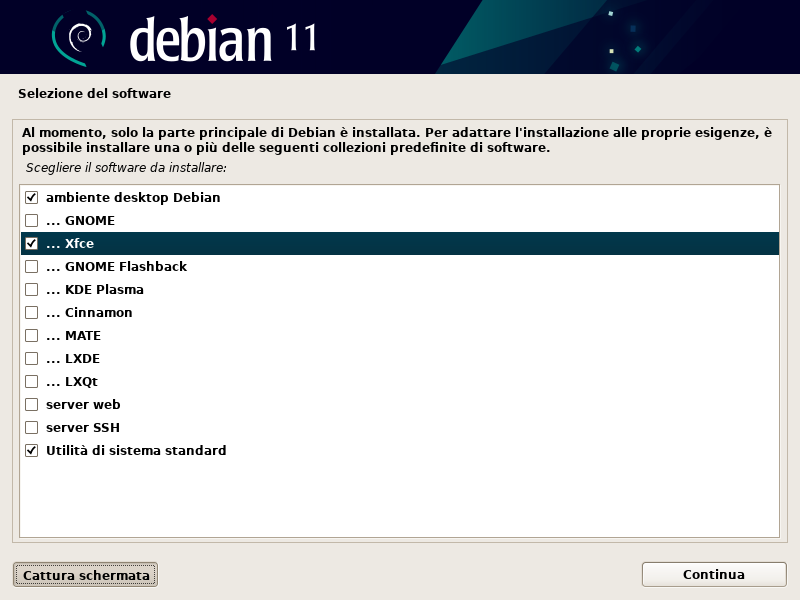 debian 11
Selezione del software
Al momento, solo la parte principale di Debian è installata. Per adattare l'installazione alle proprie esigenze, è
possibile installare una o più delle seguenti collezioni predefinite di software.
Scegliere il software da installare:
ambiente desktop Debian
... GNOME
... Xfce
... GNOME Flashback
... KDE Plasma
... Cinnamon
... MATE
... LXDE
... LXQt
server web
server SSH
Utilità di sistema standard
Cattura schermata
Continua